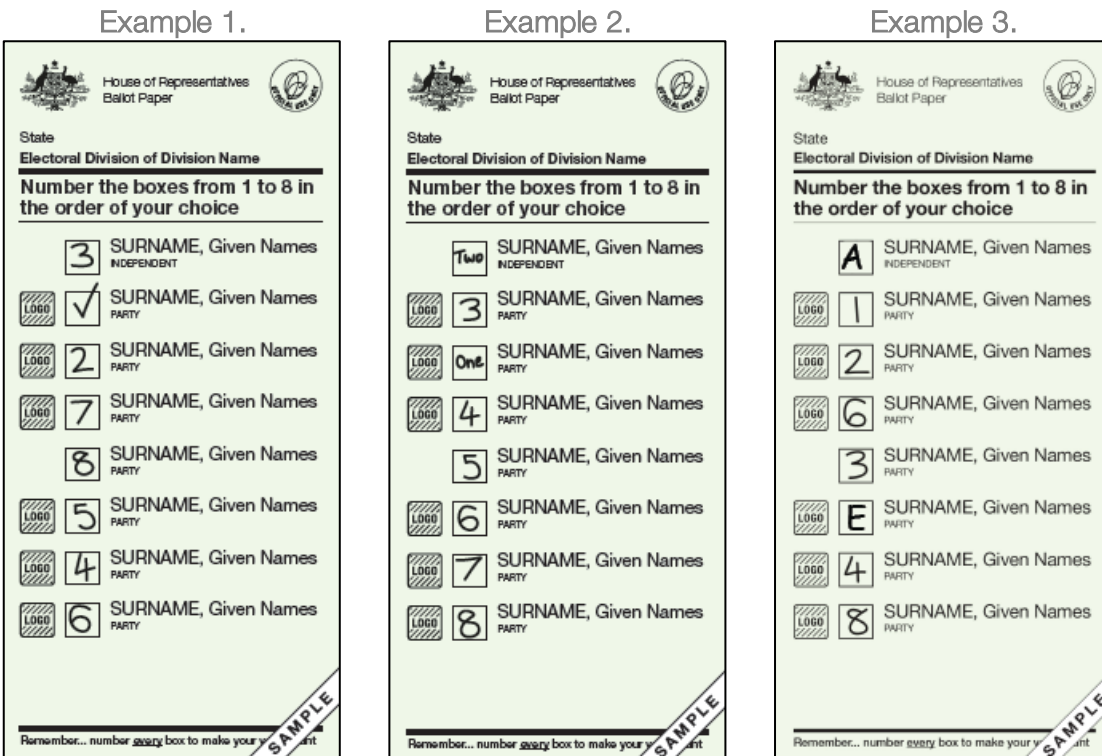 Example 1.
House of Representatives
Ballot Paper
OFFICIAL USE ONLY
State
Electoral Division of Division Name
Number the boxes from 1 to 8 in
the order of your choice
3 SURNAME, Given Names
INDEPENDENT
LOGO ✓ SURNAME, Given Names
PARTY
LOGO 2 SURNAME, Given Names
PARTY
LOGO 7 SURNAME, Given Names
PARTY
8 SURNAME, Given Names
PARTY
LOGO 5 SURNAME, Given Names
PARTY
LOGO 4 SURNAME, Given Names
PARTY
LOGO 6 SURNAME, Given Names
PARTY
SAMPLE
Remember... number every box to make your
Example 2.
House of Representatives
Ballot Paper
OFFICIAL USE ONLY
State
Electoral Division of Division Name
Number the boxes from 1 to 8 in
the order of your choice
Two SURNAME, Given Names
INDEPENDENT
LOGO 3 SURNAME, Given Names
PARTY
LOGO One SURNAME, Given Names
PARTY
LOGO 4 SURNAME, Given Names
PARTY
5 SURNAME, Given Names
PARTY
LOGO 6 SURNAME, Given Names
PARTY
LOGO 7 SURNAME, Given Names
PARTY
LOGO 8 SURNAME, Given Names
PARTY
SAMPLE
Remember... number every box to make your
Example 3.
House of Representatives
Ballot Paper
OFFICIAL USE ONLY
State
Electoral Division of Division Name
Number the boxes from 1 to 8 in
the order of your choice
A SURNAME, Given Names
INDEPENDENT
LOGO 1 SURNAME, Given Names
PARTY
LOGO 2 SURNAME, Given Names
PARTY
LOGO 6 SURNAME, Given Names
PARTY
3 SURNAME, Given Names
PARTY
LOGO E SURNAME, Given Names
PARTY
LOGO 4 SURNAME, Given Names
PARTY
LOGO 8 SURNAME, Given Names
PARTY
SAMPLE
Remember... number every box to make your